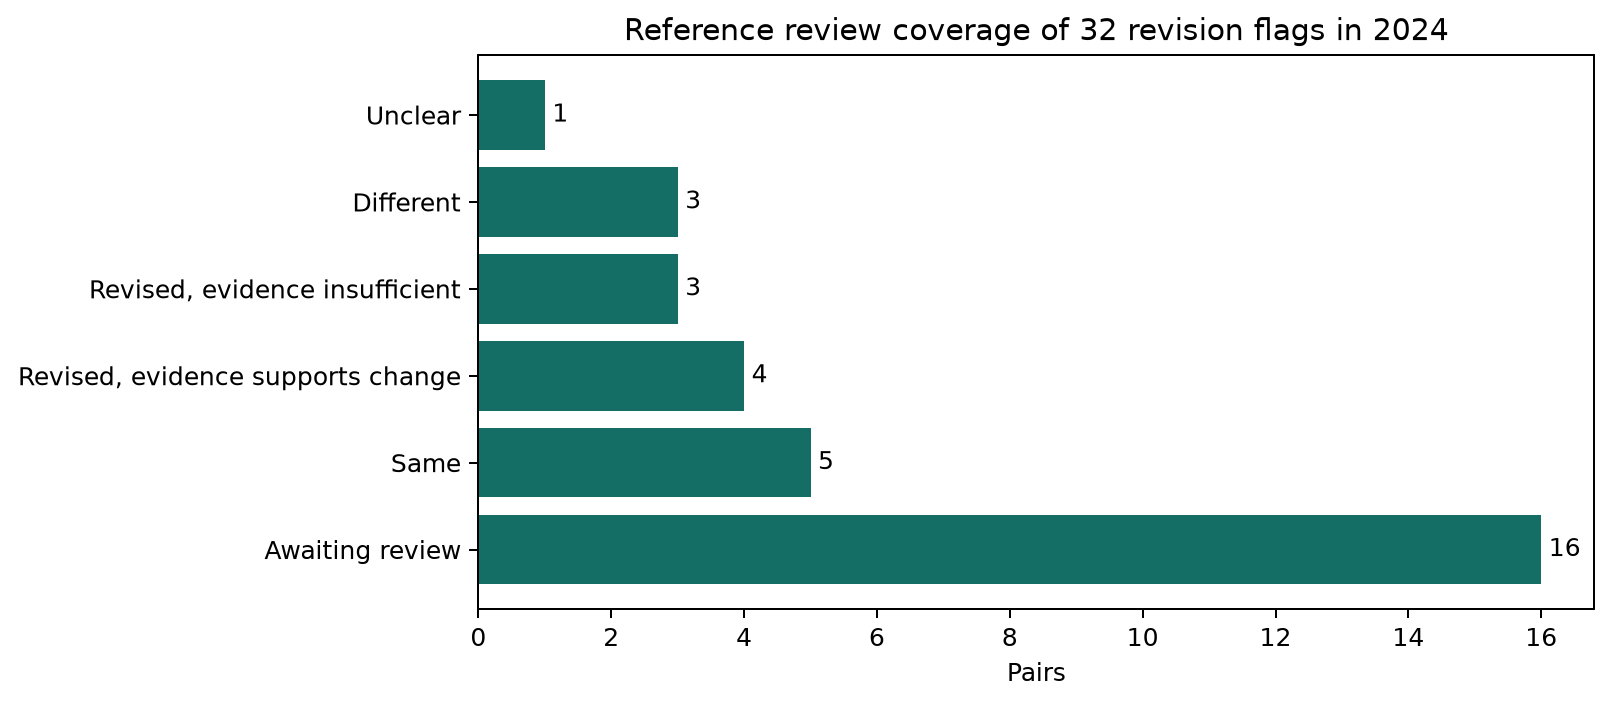 Reference review coverage of 32 revision flags in 2024
Unclear 1
Different 3
Revised, evidence insufficient 3
Revised, evidence supports change 4
Same 5
Awaiting review 16
0 2 4 6 8 10 12 14 16
Pairs